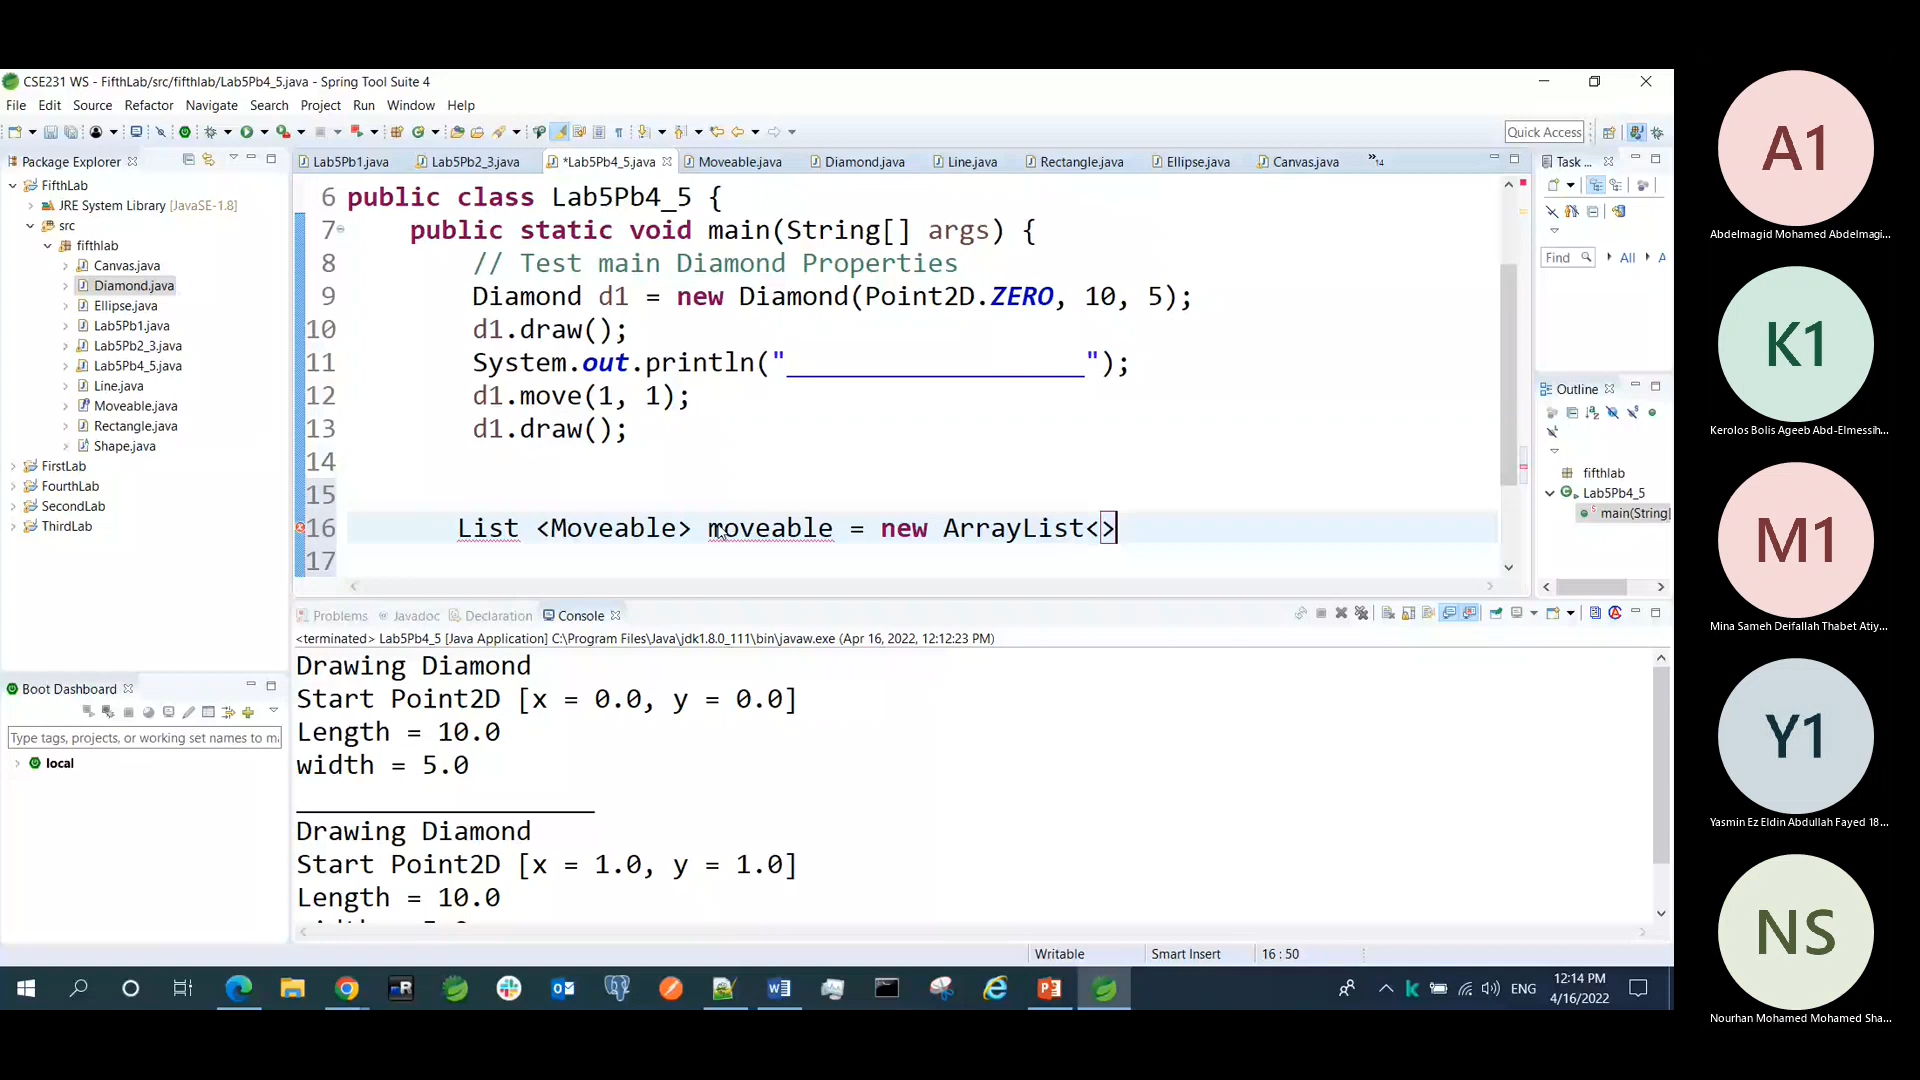 CSE231 WS - FifthLab/src/fifthlab/Lab5Pb4_5.java - Spring Tool Suite 4
File Edit Source Refactor Navigate Search Project Run Window Help
Quick Access
Package Explorer
FifthLab
JRE System Library [JavaSE-1.8]
src
fifthlab
Canvas.java
Diamond.java
Ellipse.java
Lab5Pb1.java
Lab5Pb2_3.java
Lab5Pb4_5.java
Line.java
Moveable.java
Rectangle.java
Shape.java
FirstLab
FourthLab
SecondLab
ThirdLab
Boot Dashboard
Type tags, projects, or working set names to m
local
Lab5Pb1.java Lab5Pb2_3.java *Lab5Pb4_5.java Moveable.java Diamond.java Line.java Rectangle.java Ellipse.java Canvas.java »14
6 public class Lab5Pb4_5 {
7 public static void main(String[] args) {
8 // Test main Diamond Properties
9 Diamond d1 = new Diamond(Point2D.ZERO, 10, 5);
10 d1.draw();
11 System.out.println("___________________");
12 d1.move(1, 1);
13 d1.draw();
14
15
16 List <Moveable> moveable = new ArrayList<>
17
Problems Javadoc Declaration Console
<terminated> Lab5Pb4_5 [Java Application] C:\Program Files\Java\jdk1.8.0_111\bin\javaw.exe (Apr 16, 2022, 12:12:23 PM)
Drawing Diamond
Start Point2D [x = 0.0, y = 0.0]
Length = 10.0
width = 5.0
___________________
Drawing Diamond
Start Point2D [x = 1.0, y = 1.0]
Length = 10.0
Task ...
Find All A
Outline
fifthlab
Lab5Pb4_5
main(String
Writable Smart Insert 16 : 50
ENG
12:14 PM
4/16/2022
A1
Abdelmagid Mohamed Abdelmagi...
K1
Kerolos Bolis Ageeb Abd-Elmessih...
M1
Mina Sameh Deifallah Thabet Atiy...
Y1
Yasmin Ez Eldin Abdullah Fayed 18...
NS
Nourhan Mohamed Mohamed Sha...